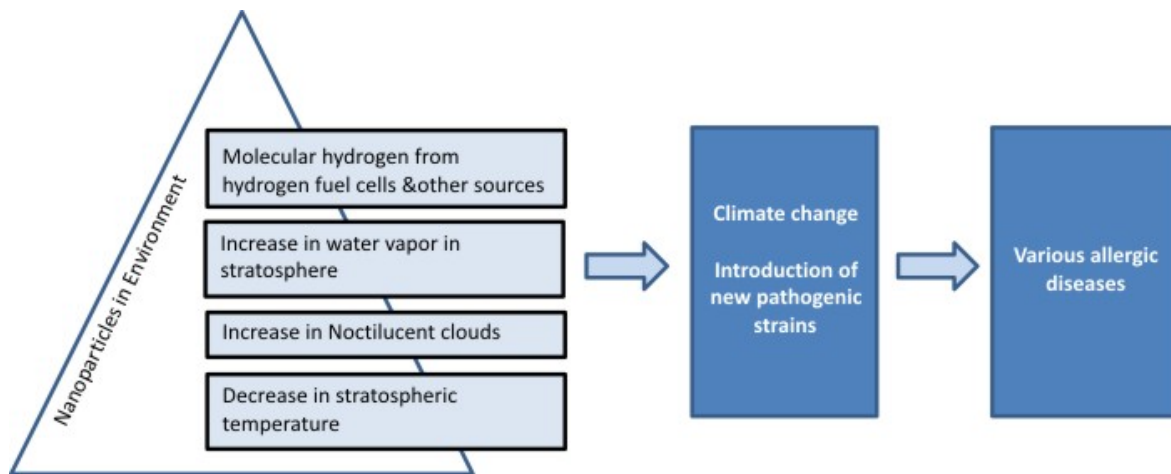 Nanoparticles in Environment
Molecular hydrogen from
hydrogen fuel cells &other sources
Increase in water vapor in
stratosphere
Increase in Noctilucent clouds
Decrease in stratospheric
temperature
Climate change
Introduction of
new pathogenic
strains
Various allergic
diseases